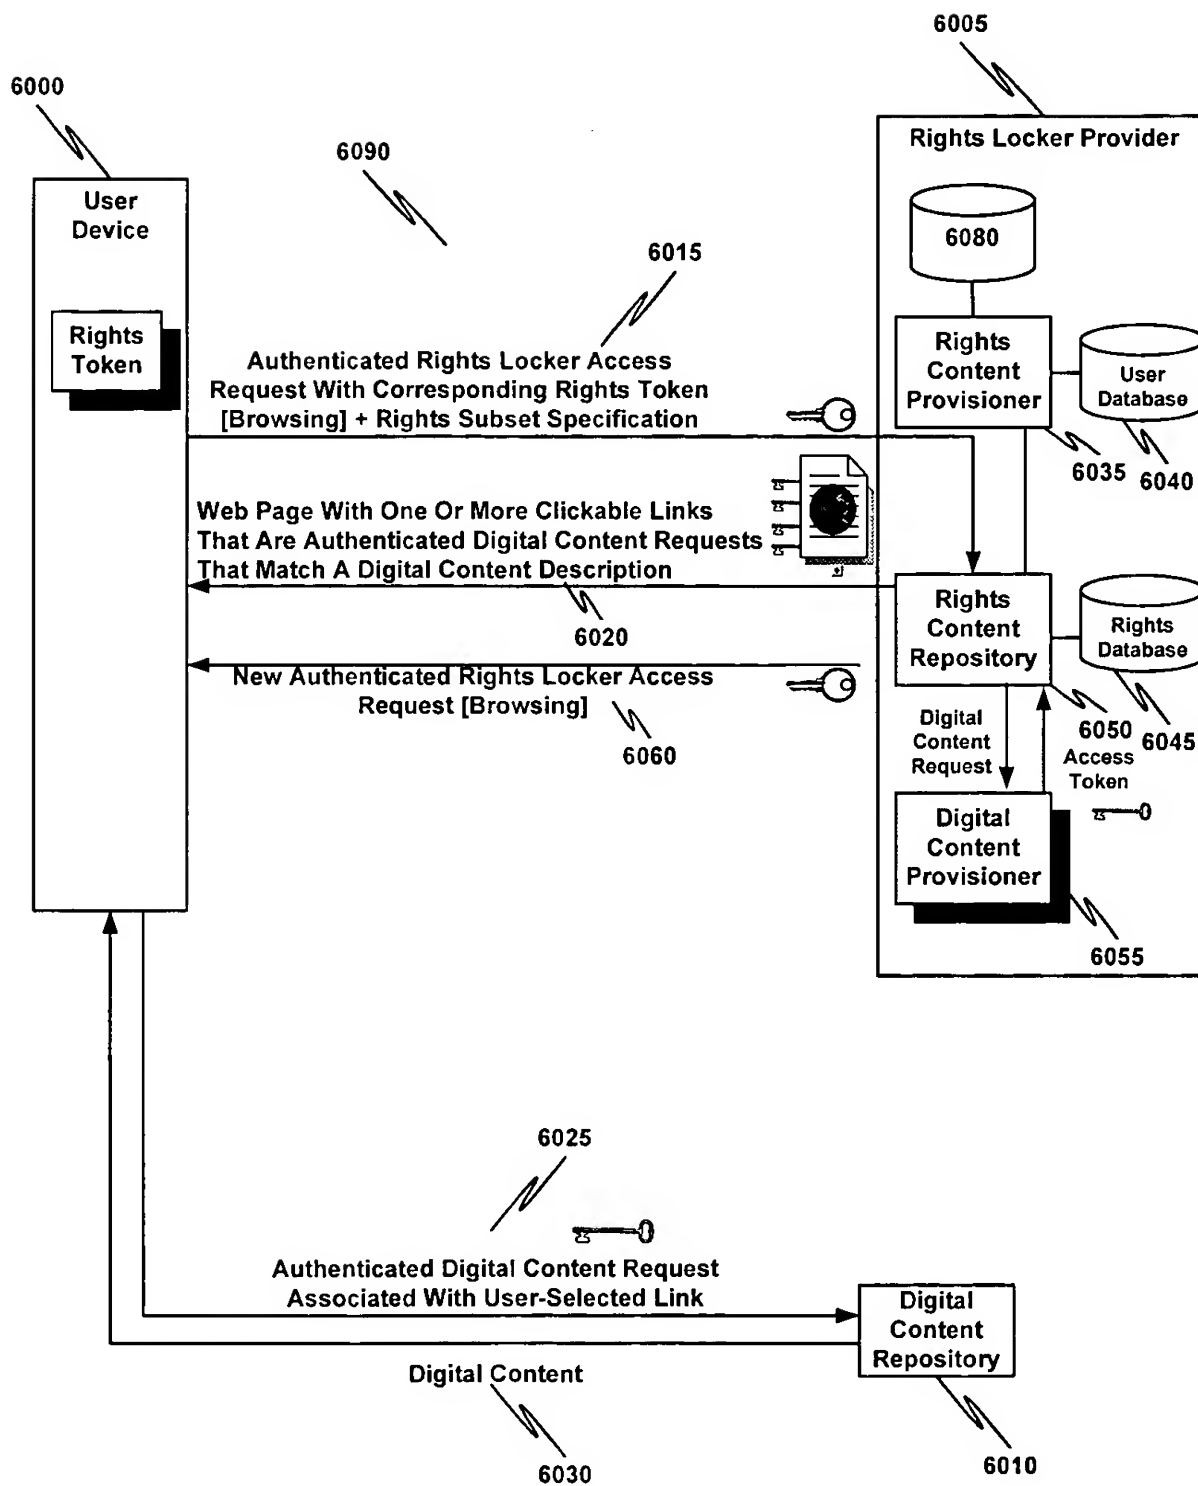 6005
6000
6090
Rights Locker Provider
User
Device
6080
6015
Rights
Token
Rights
Content
Provisioner
User
Database
Authenticated Rights Locker Access
Request With Corresponding Rights Token
[Browsing] + Rights Subset Specification
6035
6040
Web Page With One Or More Clickable Links
That Are Authenticated Digital Content Requests
That Match A Digital Content Description
6020
Rights
Content
Repository
Rights
Database
New Authenticated Rights Locker Access
Request [Browsing]
6060
6050
6045
Digital
Content
Request
Access
Token
Digital
Content
Provisioner
6055
6025
Authenticated Digital Content Request
Associated With User-Selected Link
Digital
Content
Repository
Digital Content
6030
6010